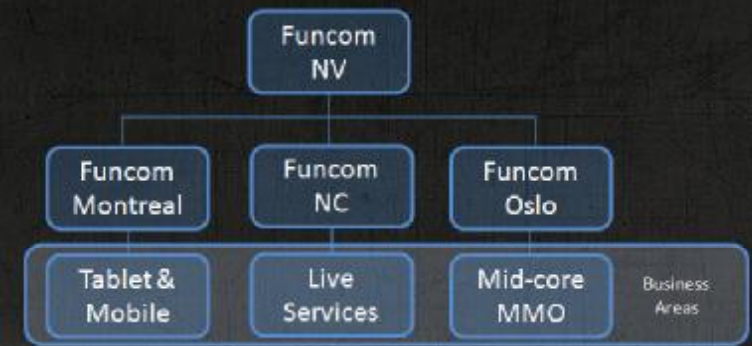 Funcom
NV
Funcom
Montreal
Funcom
NC
Funcom
Oslo
Tablet &
Mobile
Live
Services
Mid-core
MMO
Business
Areas